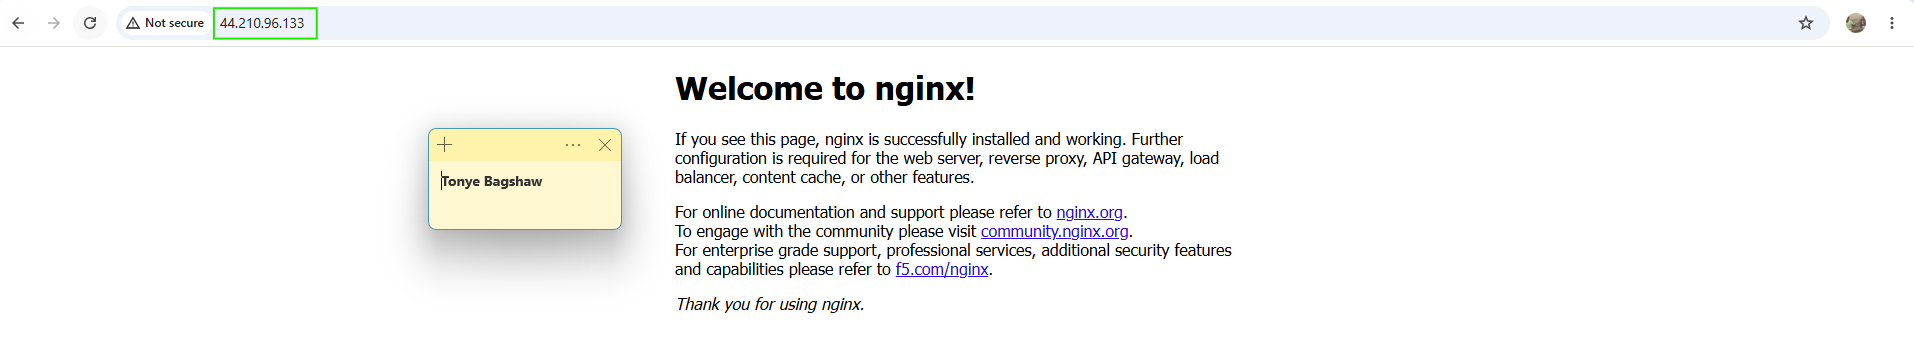 Not secure
44.210.96.133
Welcome to nginx!
If you see this page, nginx is successfully installed and working. Further
configuration is required for the web server, reverse proxy, API gateway, load
balancer, content cache, or other features.
Tonye Bagshaw
For online documentation and support please refer to nginx.org.
To engage with the community please visit community.nginx.org.
For enterprise grade support, professional services, additional security features
and capabilities please refer to f5.com/nginx.
Thank you for using nginx.